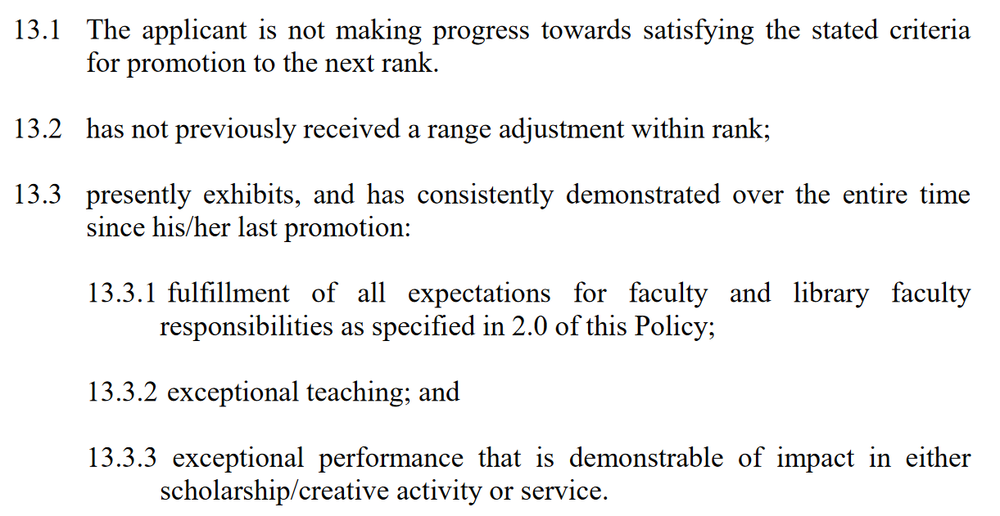 13.1 The applicant is not making progress towards satisfying the stated criteria
for promotion to the next rank.
13.2 has not previously received a range adjustment within rank;
13.3 presently exhibits, and has consistently demonstrated over the entire time
since his/her last promotion:
13.3.1 fulfillment of all expectations for faculty and library faculty
responsibilities as specified in 2.0 of this Policy;
13.3.2 exceptional teaching; and
13.3.3 exceptional performance that is demonstrable of impact in either
scholarship/creative activity or service.